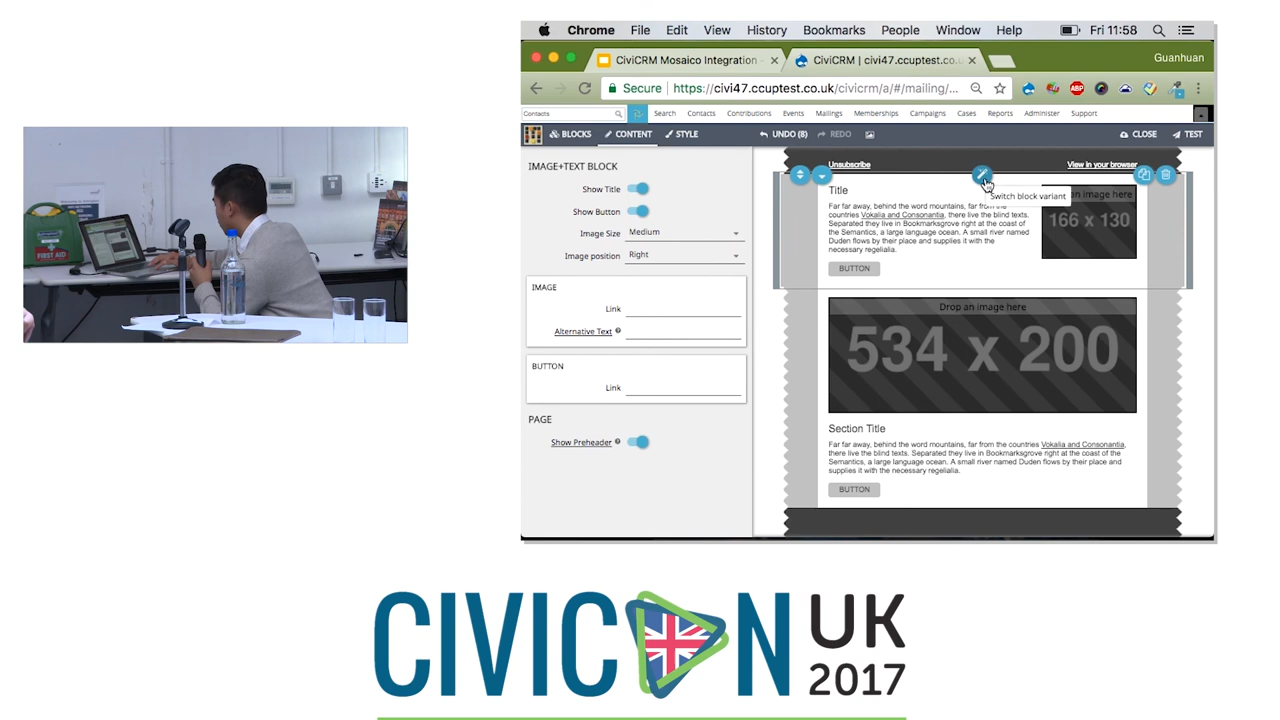 FIRST AID
Chrome File Edit View History Bookmarks People Window Help Fri 11:58
CiviCRM Mosaico Integration -
CiviCRM | civi47.ccuptest.co.
Guanhuan
Secure https://civi47.ccuptest.co.uk/civicrm/a/#/mailing/...
ABP
Contacts
Search Contacts Contributions Events Mailings Memberships Campaigns Cases Reports Administer Support
BLOCKS CONTENT STYLE UNDO (8) REDO CLOSE TEST
IMAGE+TEXT BLOCK
Show Title
Show Button
Image Size Medium
Image position Right
IMAGE
Link
Alternative Text
BUTTON
Link
PAGE
Show Preheader
Unsubscribe View in your browser
Switch block variant
Title
Far far away, behind the word mountains, far from the
countries Vokalia and Consonantia, there live the blind texts.
Separated they live in Bookmarksgrove right at the coast of
the Semantics, a large language ocean. A small river named
Duden flows by their place and supplies it with the
necessary regelialia.
BUTTON
an image here
166 x 130
Drop an image here
534 x 200
Section Title
Far far away, behind the word mountains, far from the countries Vokalia and Consonantia,
there live the blind texts. Separated they live in Bookmarksgrove right at the coast of the
Semantics, a large language ocean. A small river named Duden flows by their place and
supplies it with the necessary regelialia.
BUTTON
CIVICON UK
2017